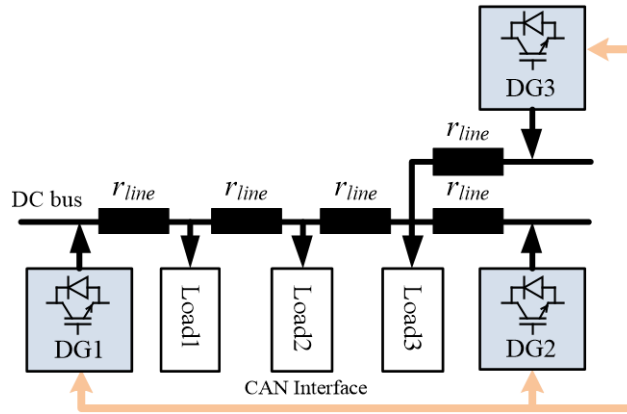 DG3
r_line
DC bus
r_line
r_line
r_line
r_line
DG1
Load1
Load2
Load3
DG2
CAN Interface